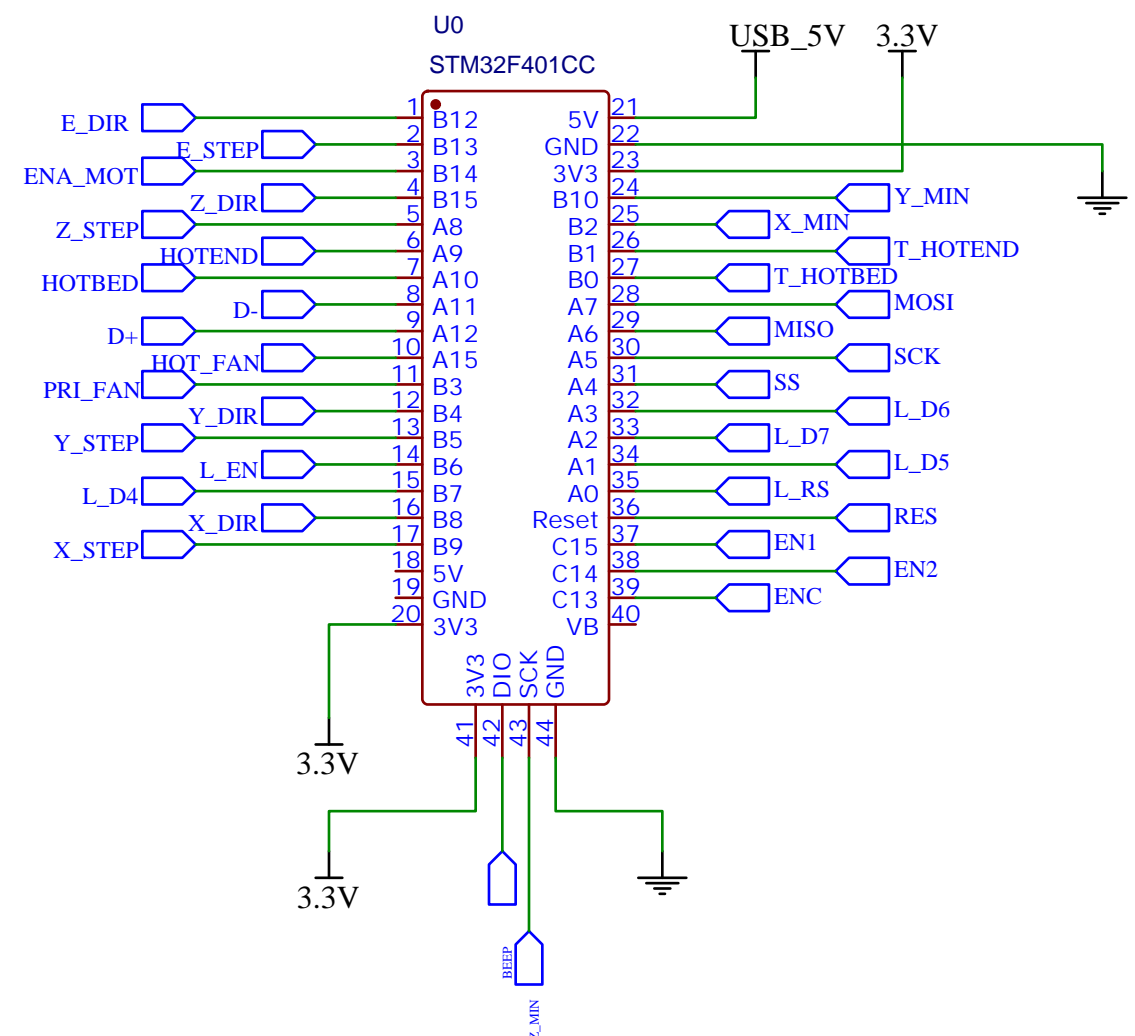 U0
STM32F401CC
USB_5V 3.3V
E_DIR 1 B12 5V 21
E_STEP 2 B13 GND 22
ENA_MOT 3 B14 3V3 23
Z_DIR 4 B15 B10 24 Y_MIN
Z_STEP 5 A8 B2 25 X_MIN
HOTEND 6 A9 B1 26 T_HOTEND
HOTBED 7 A10 B0 27 T_HOTBED
D- 8 A11 A7 28 MOSI
D+ 9 A12 A6 29 MISO
HOT_FAN 10 A15 A5 30 SCK
PRI_FAN 11 B3 A4 31 SS
Y_DIR 12 B4 A3 32 L_D6
Y_STEP 13 B5 A2 33 L_D7
L_EN 14 B6 A1 34 L_D5
L_D4 15 B7 A0 35 L_RS
X_DIR 16 B8 Reset 36 RES
X_STEP 17 B9 C15 37 EN1
18 5V C14 38 EN2
19 GND C13 39 ENC
20 3V3 VB 40
3V3 DIO SCK GND
41 42 43 44
3.3V
3.3V
BEEP
Z_MIN